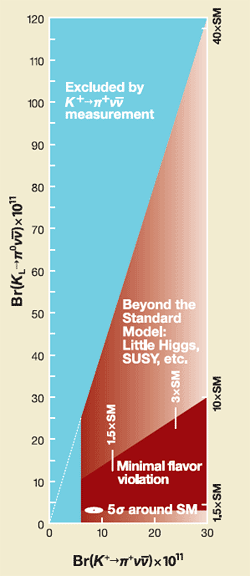 120
110
100
90
80
70
60
50
40
30
20
10
0
Br(K_L→π⁰νν̄)×10¹¹
Excluded by
K⁺→π⁺νν̄
measurement
Beyond the
Standard
Model:
Little Higgs,
SUSY, etc.
1.5×SM
3×SM
Minimal flavor
violation
5σ around SM
40×SM
10×SM
1.5×SM
0
10
20
30
Br(K⁺→π⁺νν̄)×10¹¹